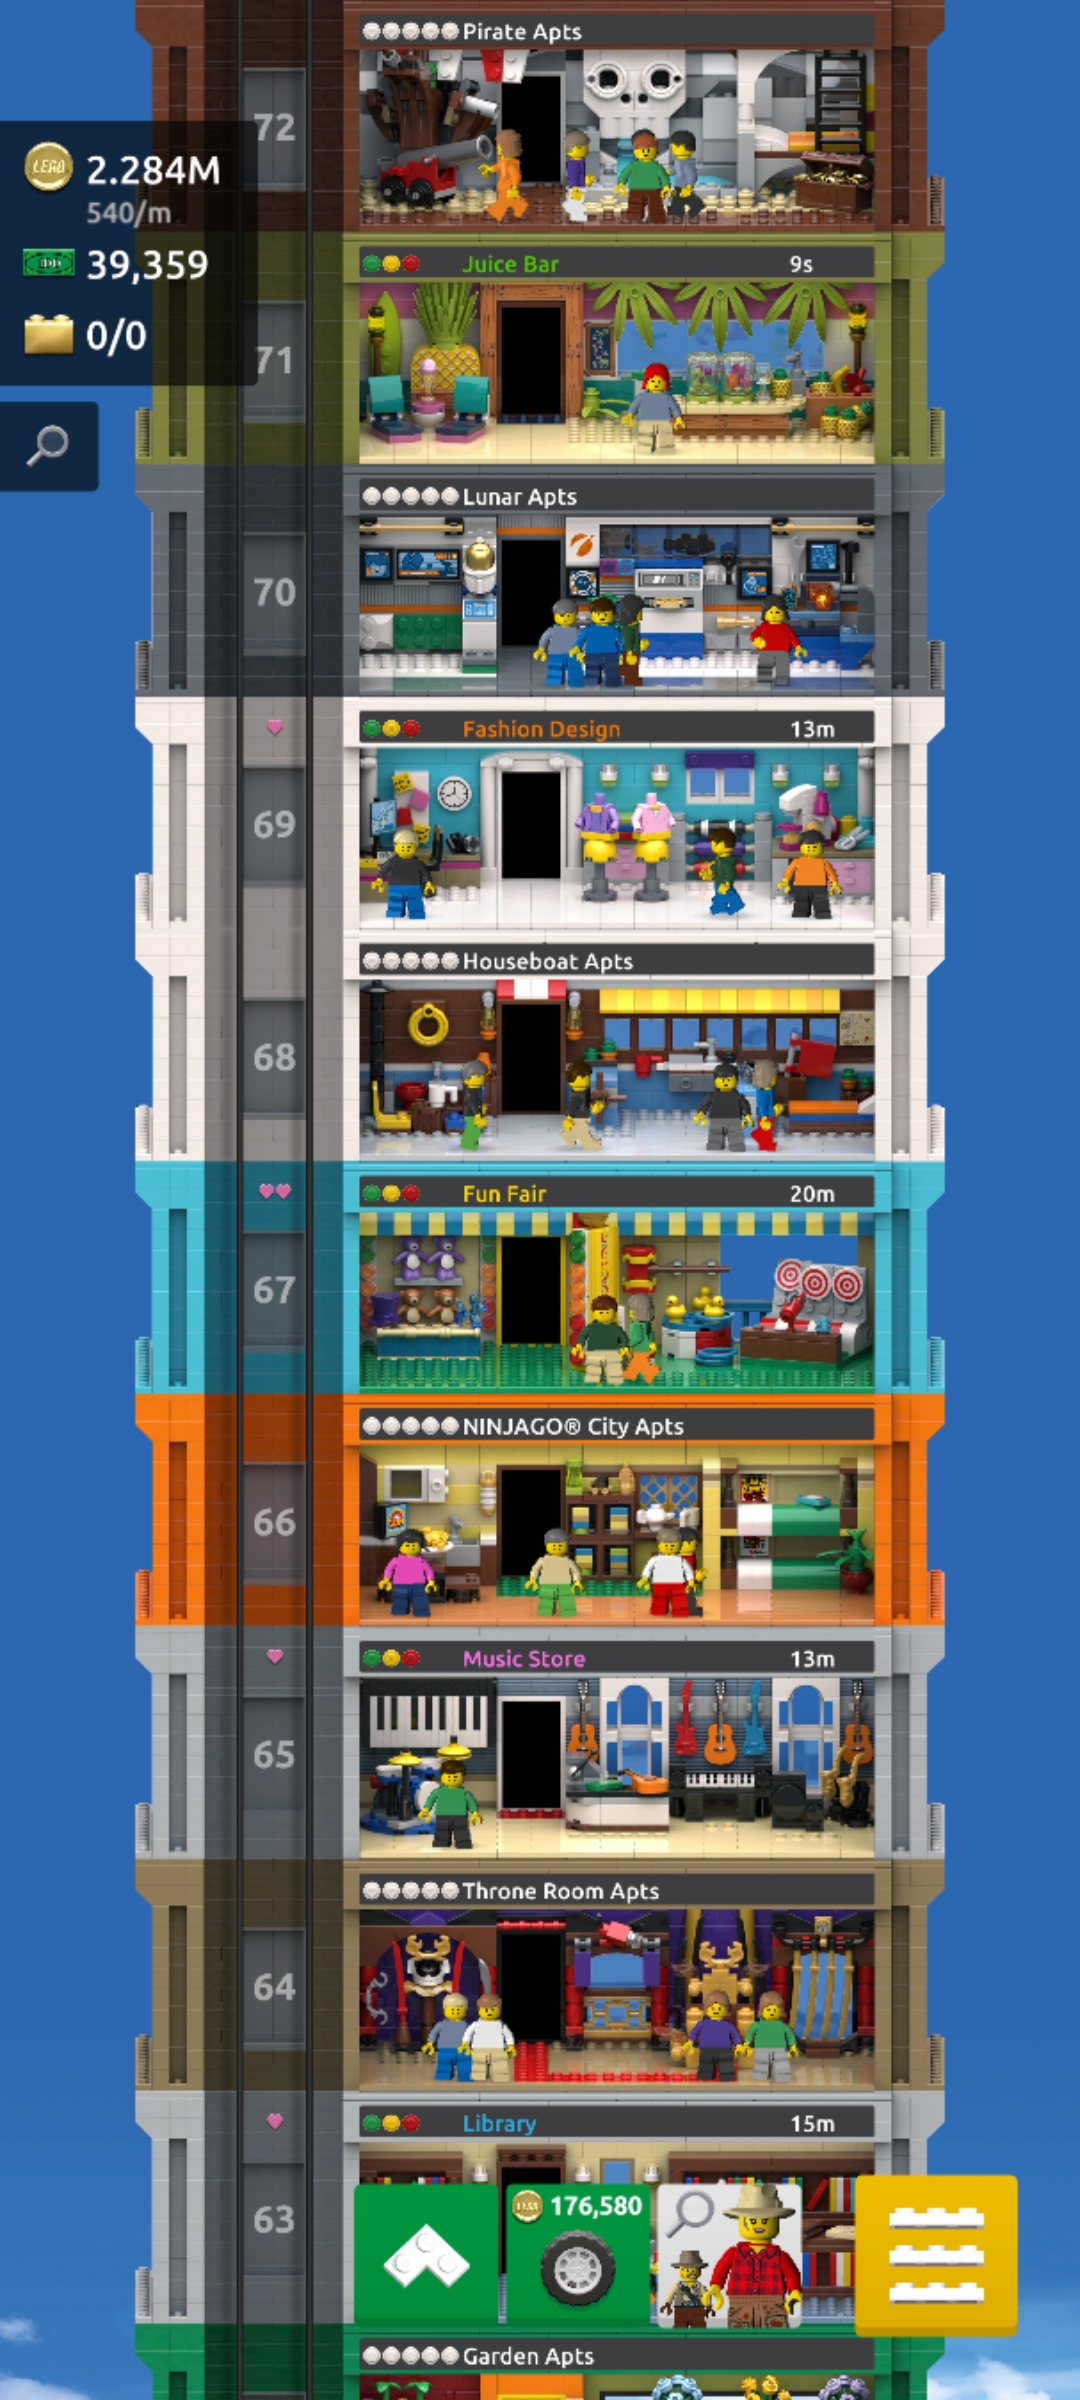 Pirate Apts
72
LEGO 2.284M
540/m
39,359
0/0
Juice Bar 9s
71
Lunar Apts
70
Fashion Design 13m
69
Houseboat Apts
68
Fun Fair 20m
67
NINJAGO® City Apts
66
Music Store 13m
65
Throne Room Apts
64
Library 15m
63
176,580
Garden Apts